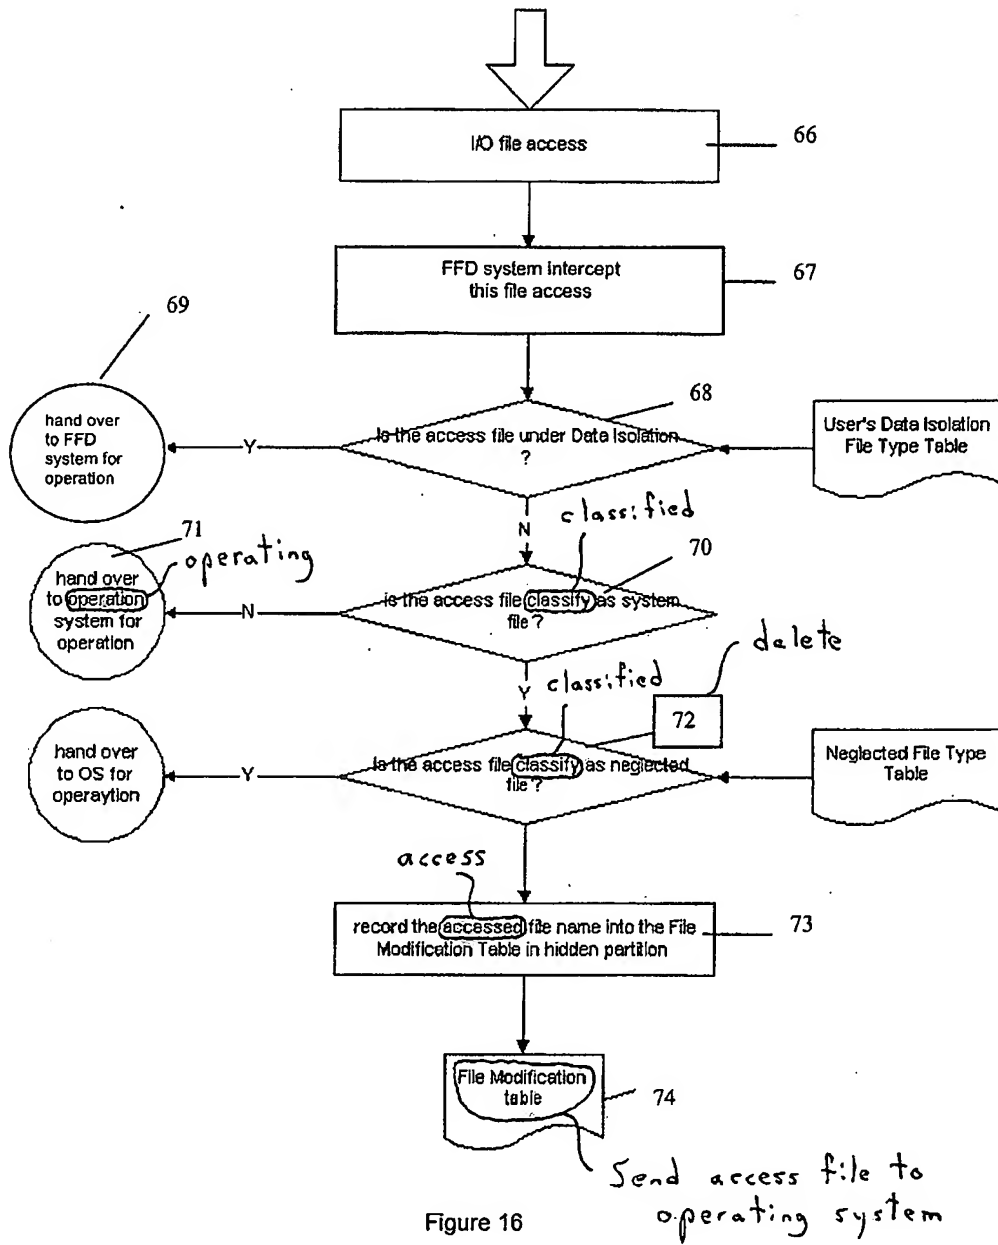 I/O file access
66
FFD system intercept
this file access
67
69
68
hand over
to FFD
system for
operation
Y
Is the access file under Data Isolation
?
User's Data Isolation
File Type Table
N
classified
71
operating
70
hand over
to operation
system for
operation
N
is the access file classify as system
file ?
delete
Y
classified
72
hand over
to OS for
operaytion
Y
Is the access file classify as neglected
file ?
Neglected File Type
Table
access
record the accessed file name into the File
Modification Table in hidden partition
73
File Modification
table
74
Send access file to
operating system
Figure 16